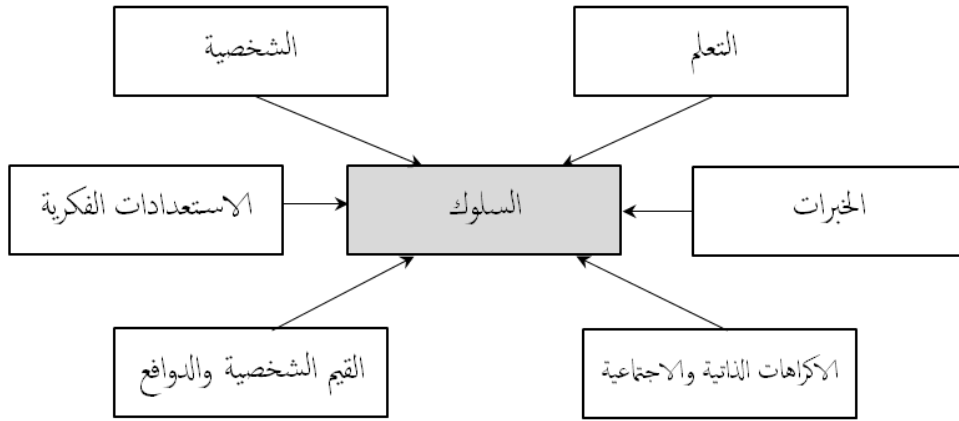 التعلم
الشخصية
الخبرات
السلوك
الاستعدادات الفكرية
الاكراهات الذاتية والاجتماعية
القيم الشخصية والدوافع